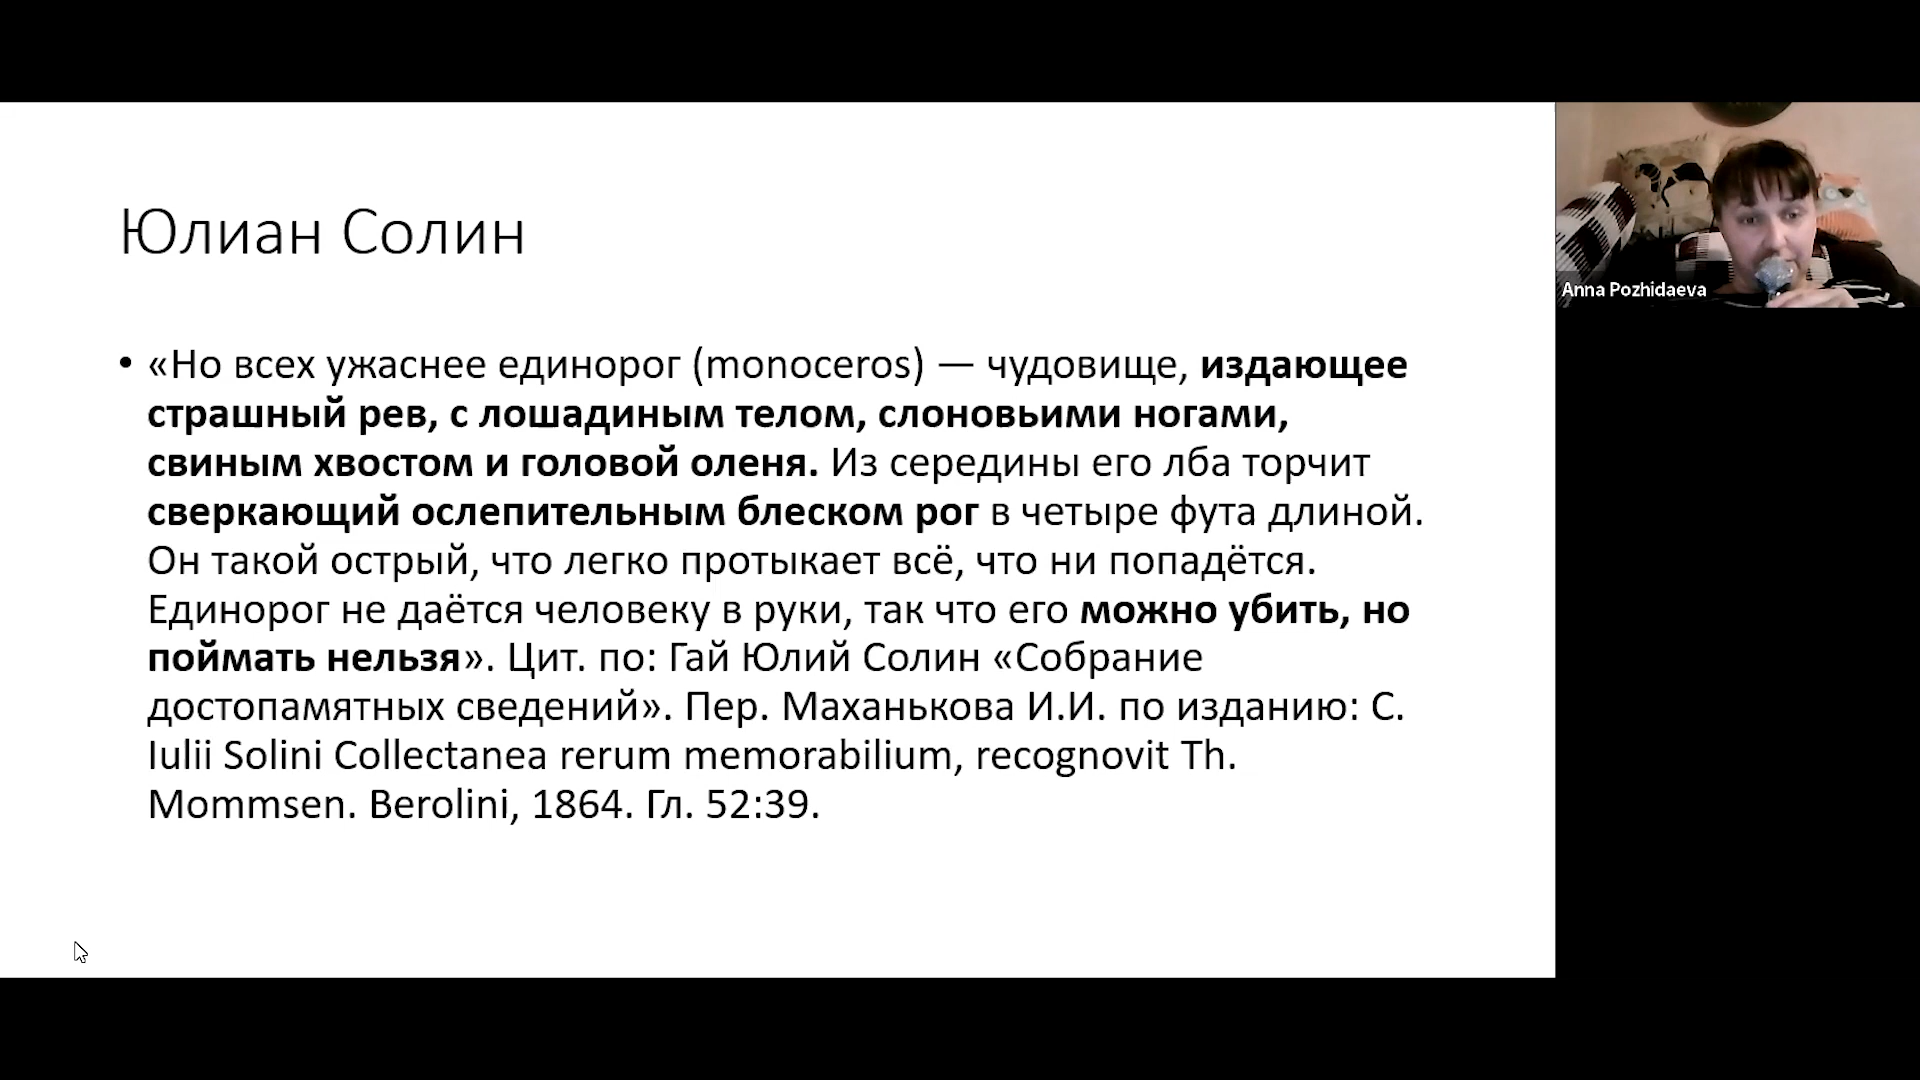 Юлиан Солин
• «Но всех ужаснее единорог (monoceros) — чудовище, издающее
страшный рев, с лошадиным телом, слоновьими ногами,
свиным хвостом и головой оленя. Из середины его лба торчит
сверкающий ослепительным блеском рог в четыре фута длиной.
Он такой острый, что легко протыкает всё, что ни попадётся.
Единорог не даётся человеку в руки, так что его можно убить, но
поймать нельзя». Цит. по: Гай Юлий Солин «Собрание
достопамятных сведений». Пер. Маханькова И.И. по изданию: C.
Iulii Solini Collectanea rerum memorabilium, recognovit Th.
Mommsen. Berolini, 1864. Гл. 52:39.
Anna Pozhidaeva